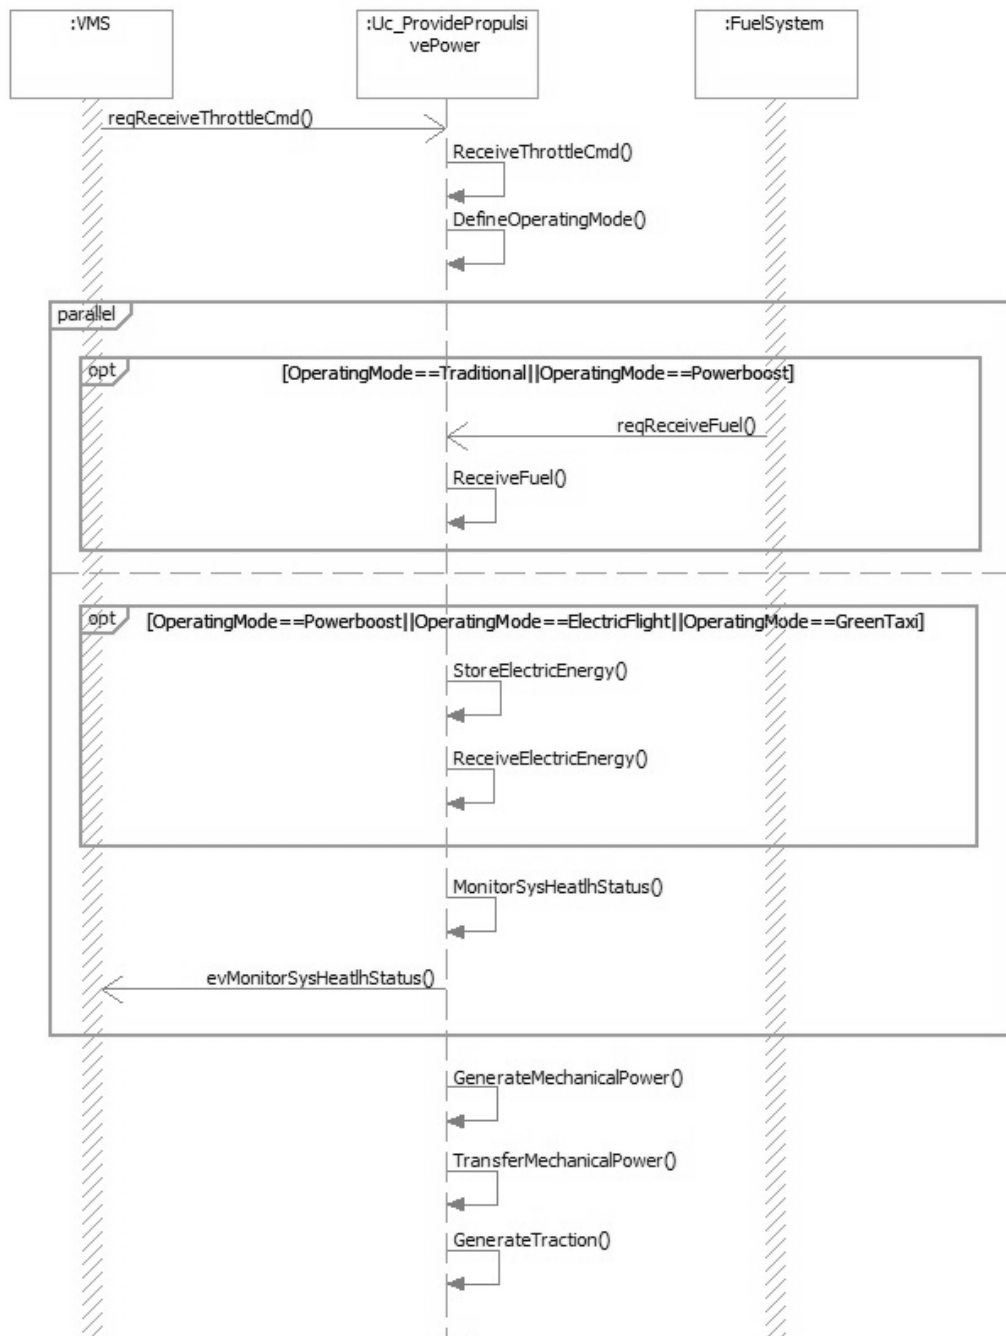 :VMS
:Uc_ProvidePropulsi
vePower
:FuelSystem
reqReceiveThrottleCmd()
ReceiveThrottleCmd()
DefineOperatingMode()
parallel
opt
[OperatingMode==Traditional||OperatingMode==Powerboost]
reqReceiveFuel()
ReceiveFuel()
opt
[OperatingMode==Powerboost||OperatingMode==ElectricFlight||OperatingMode==GreenTaxi]
StoreElectricEnergy()
ReceiveElectricEnergy()
MonitorSysHeatlhStatus()
evMonitorSysHeatlhStatus()
GenerateMechanicalPower()
TransferMechanicalPower()
GenerateTraction()